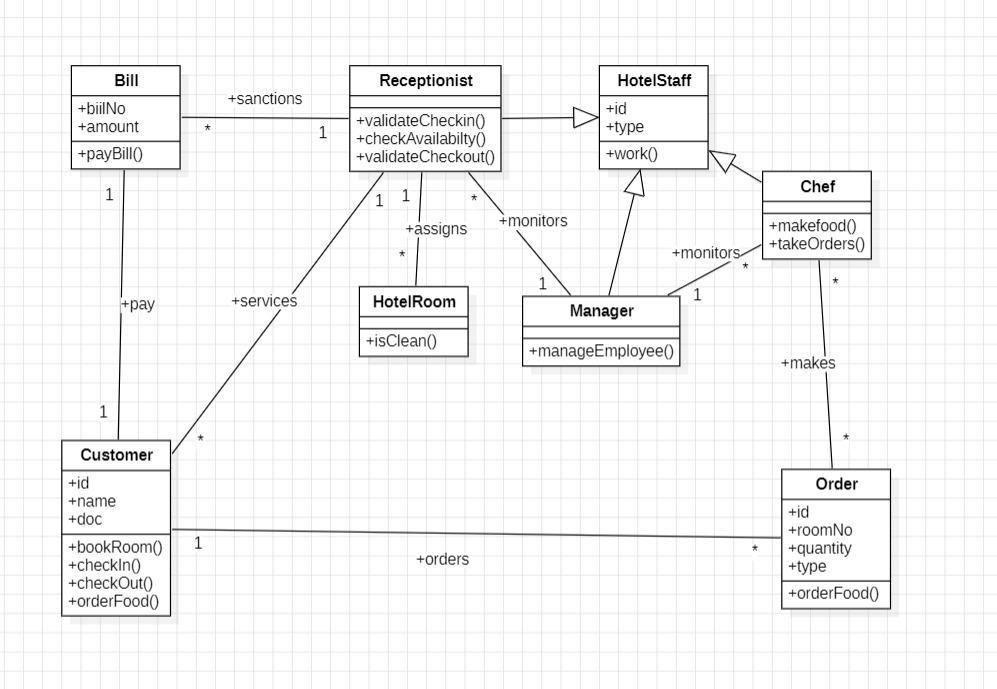 Bill
+biilNo
+amount
+payBill()
+sanctions
*
1
Receptionist
+validateCheckin()
+checkAvailabilty()
+validateCheckout()
HotelStaff
+id
+type
+work()
Chef
+makefood()
+takeOrders()
1
+pay
1
1
+services
*
1
+assigns
*
HotelRoom
+isClean()
*
+monitors
1
+monitors
*
1
Manager
+manageEmployee()
*
+makes
*
Customer
+id
+name
+doc
+bookRoom()
+checkIn()
+checkOut()
+orderFood()
1
+orders
*
Order
+id
+roomNo
+quantity
+type
+orderFood()